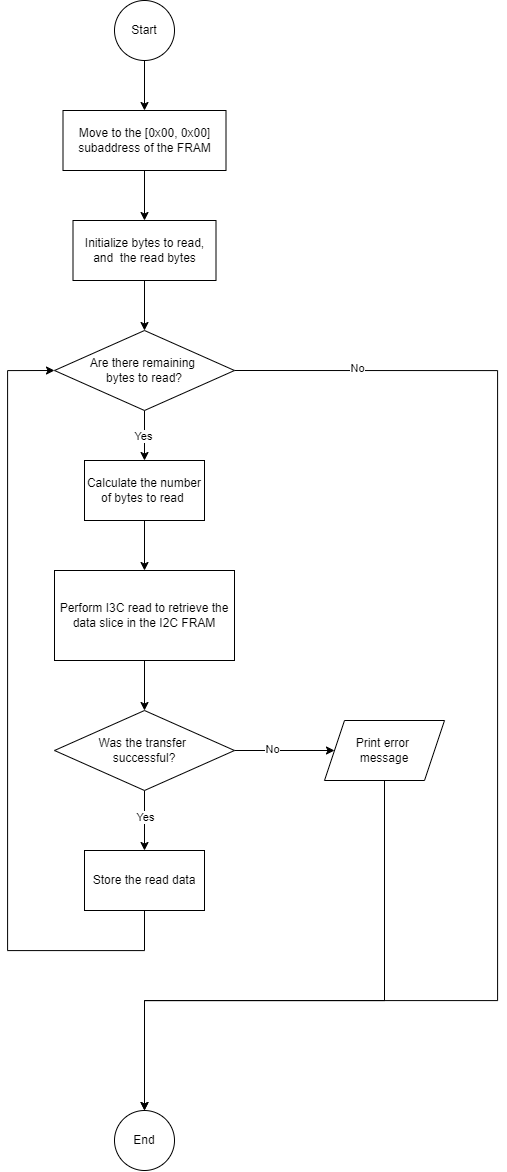 Start
Move to the [0x00, 0x00]
subaddress of the FRAM
Initialize bytes to read,
and the read bytes
Are there remaining
bytes to read?
No
Yes
Calculate the number
of bytes to read
Perform I3C read to retrieve the
data slice in the I2C FRAM
Was the transfer
successful?
No
Print error
message
Yes
Store the read data
End